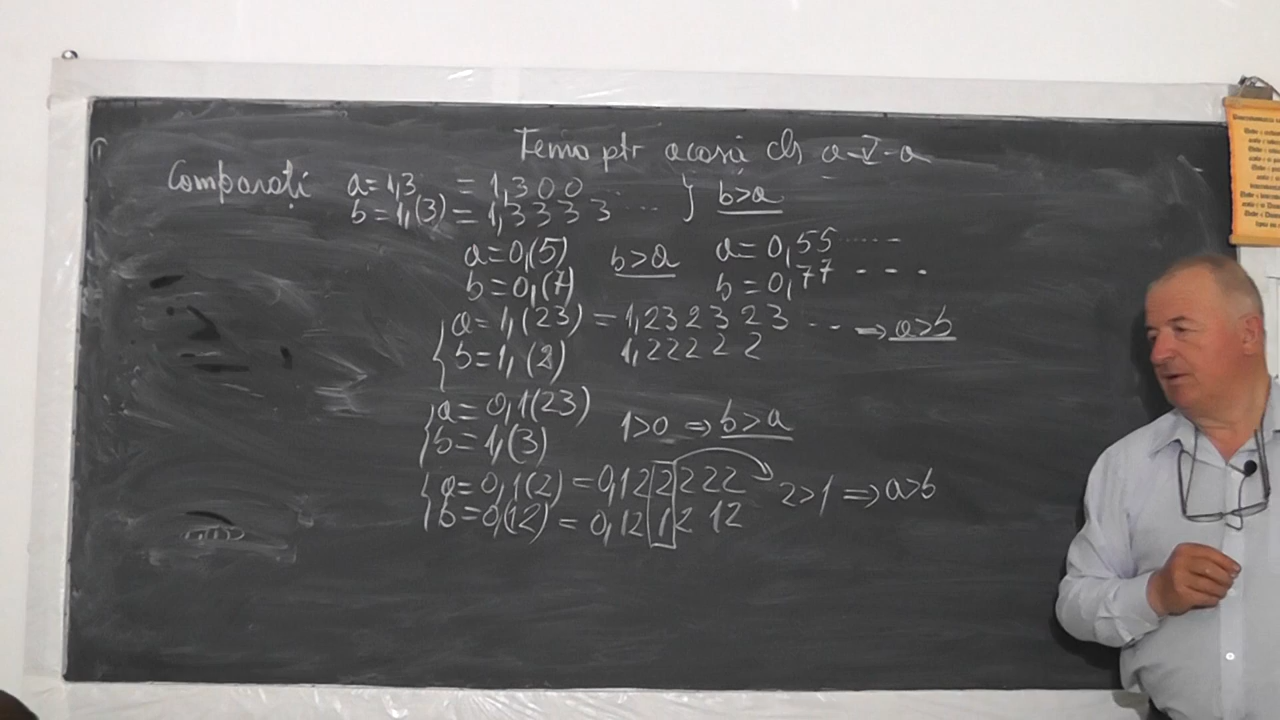 Temă ptr acasă cls a-V-a
Comparați a=1,3 = 1,300... } b>a
b=1,(3) = 1,3333...
a=0,(5) b>a a=0,55.....--
b=0,(7) b=0,77----
{ a=1,(23) = 1,232323... ⇒ a>b
b=1,(2) 1,22222
{ a=0,1(23) 1>0 ⇒ b>a
b=1,(3)
{ a=0,1(2) = 0,1222222 2>1 ⇒ a>b
b=0,(12) = 0,121212